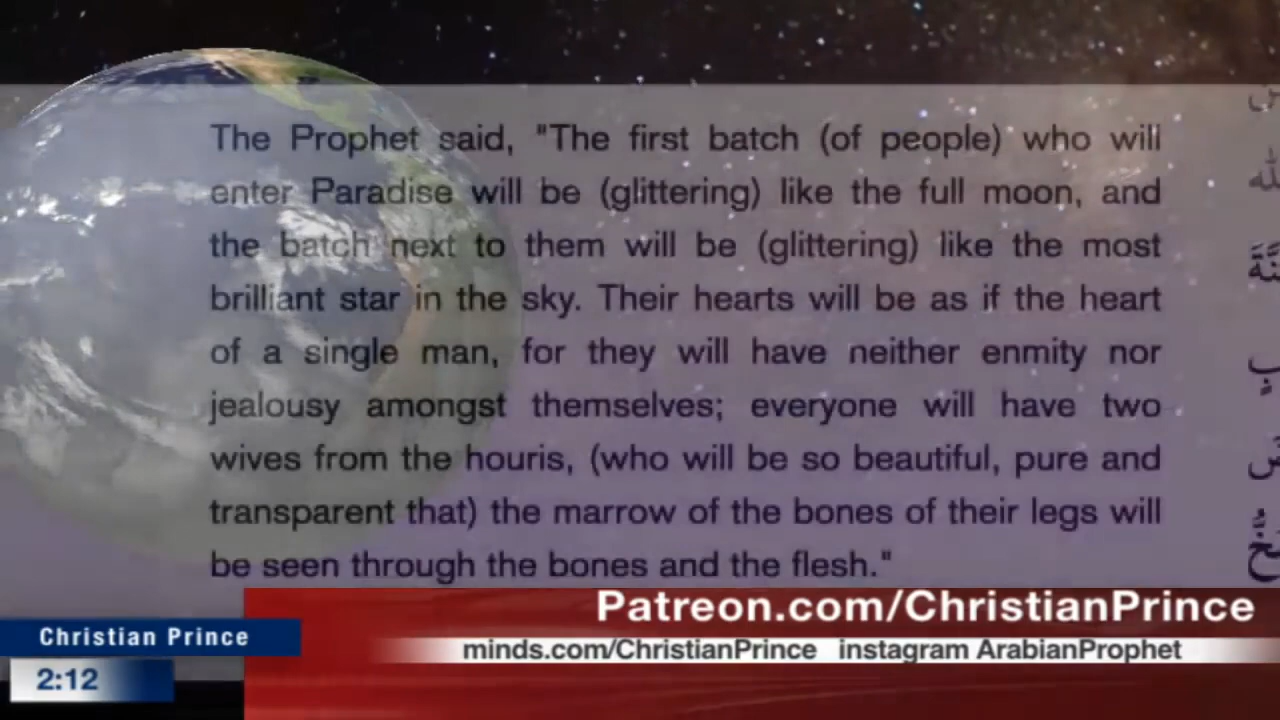 The Prophet said, "The first batch (of people) who will
enter Paradise will be (glittering) like the full moon, and
the batch next to them will be (glittering) like the most
brilliant star in the sky. Their hearts will be as if the heart
of a single man, for they will have neither enmity nor
jealousy amongst themselves; everyone will have two
wives from the houris, (who will be so beautiful, pure and
transparent that) the marrow of the bones of their legs will
be seen through the bones and the flesh."
Patreon.com/ChristianPrince
Christian Prince
minds.com/ChristianPrince instagram ArabianProphet
2:12